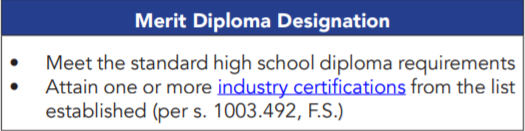 Merit Diploma Designation
• Meet the standard high school diploma requirements
• Attain one or more industry certifications from the list
established (per s. 1003.492, F.S.)